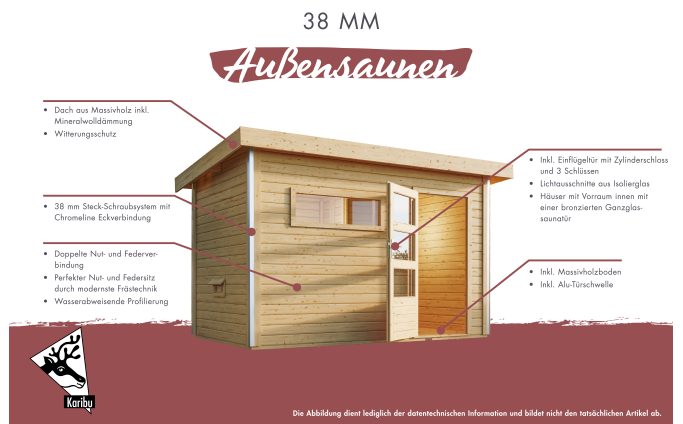 38 MM
Außensaunen
• Dach aus Massivholz inkl.
Mineralwolldämmung
• Witterungsschutz
• 38 mm Steck-Schraubsystem mit
Chromeline Eckverbindung
• Doppelte Nut- und Federver-
bindung
• Perfekter Nut- und Federsitz
durch modernste Frästechnik
• Wasserabweisende Profilierung
• Inkl. Einflügeltür mit Zylinderschloss
und 3 Schlüssen
• Lichtausschnitte aus Isolierglas
• Häuser mit Vorraum innen mit
einer bronzierten Ganzglas-
saunatür
• Inkl. Massivholzboden
• Inkl. Alu-Türschwelle
Karibu
Die Abbildung dient lediglich der datentechnischen Information und bildet nicht den tatsächlichen Artikel ab.